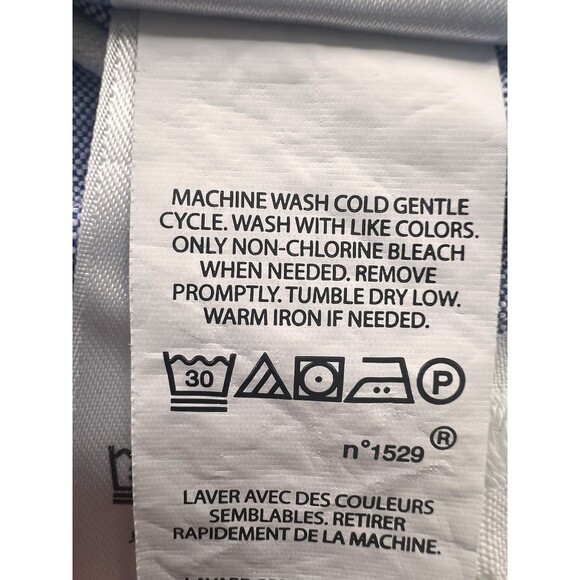 MACHINE WASH COLD GENTLE
CYCLE. WASH WITH LIKE COLORS.
ONLY NON-CHLORINE BLEACH
WHEN NEEDED. REMOVE
PROMPTLY. TUMBLE DRY LOW.
WARM IRON IF NEEDED.
30 P
n°1529 ®
LAVER AVEC DES COULEURS
SEMBLABLES. RETIRER
RAPIDEMENT DE LA MACHINE.